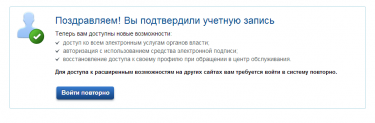 Поздравляем! Вы подтвердили учетную запись
Теперь вам доступны новые возможности:
доступ ко всем электронным услугам органов власти;
авторизация с использованием средства электронной подписи;
восстановление доступа к своему профилю при обращении в центр обслуживания.
Для доступа к расширенным возможностям на других сайтах вам требуется войти в систему повторно.
Войти повторно